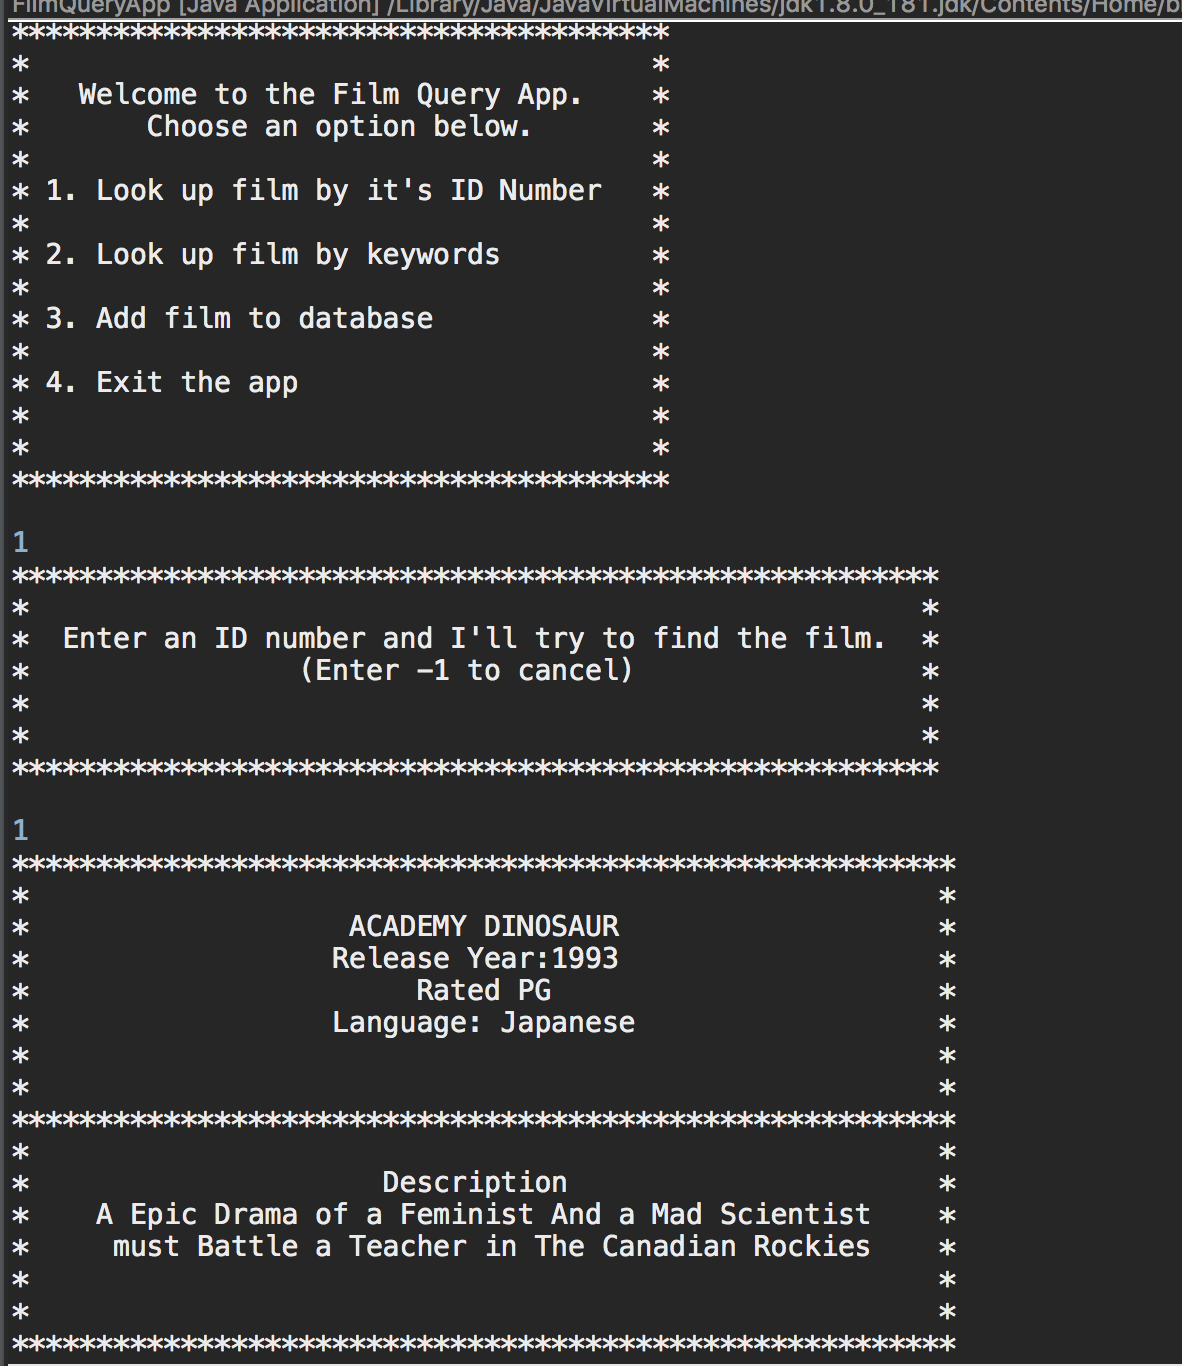 FilmQueryApp [Java Application] /Library/Java/JavaVirtualMachines/jdk1.8.0_181.jdk/Contents/Home/b
***************************************
*                                     *
*   Welcome to the Film Query App.    *
*       Choose an option below.       *
*                                     *
* 1. Look up film by it's ID Number   *
*                                     *
* 2. Look up film by keywords         *
*                                     *
* 3. Add film to database             *
*                                     *
* 4. Exit the app                     *
*                                     *
*                                     *
***************************************
1
*******************************************************
*                                                     *
*  Enter an ID number and I'll try to find the film.  *
*                (Enter -1 to cancel)                 *
*                                                     *
*                                                     *
*******************************************************
1
********************************************************
*                                                      *
*                   ACADEMY DINOSAUR                   *
*                  Release Year:1993                   *
*                       Rated PG                       *
*                  Language: Japanese                  *
*                                                      *
*                                                      *
********************************************************
*                                                      *
*                     Description                      *
*    A Epic Drama of a Feminist And a Mad Scientist    *
*     must Battle a Teacher in The Canadian Rockies    *
*                                                      *
*                                                      *
********************************************************